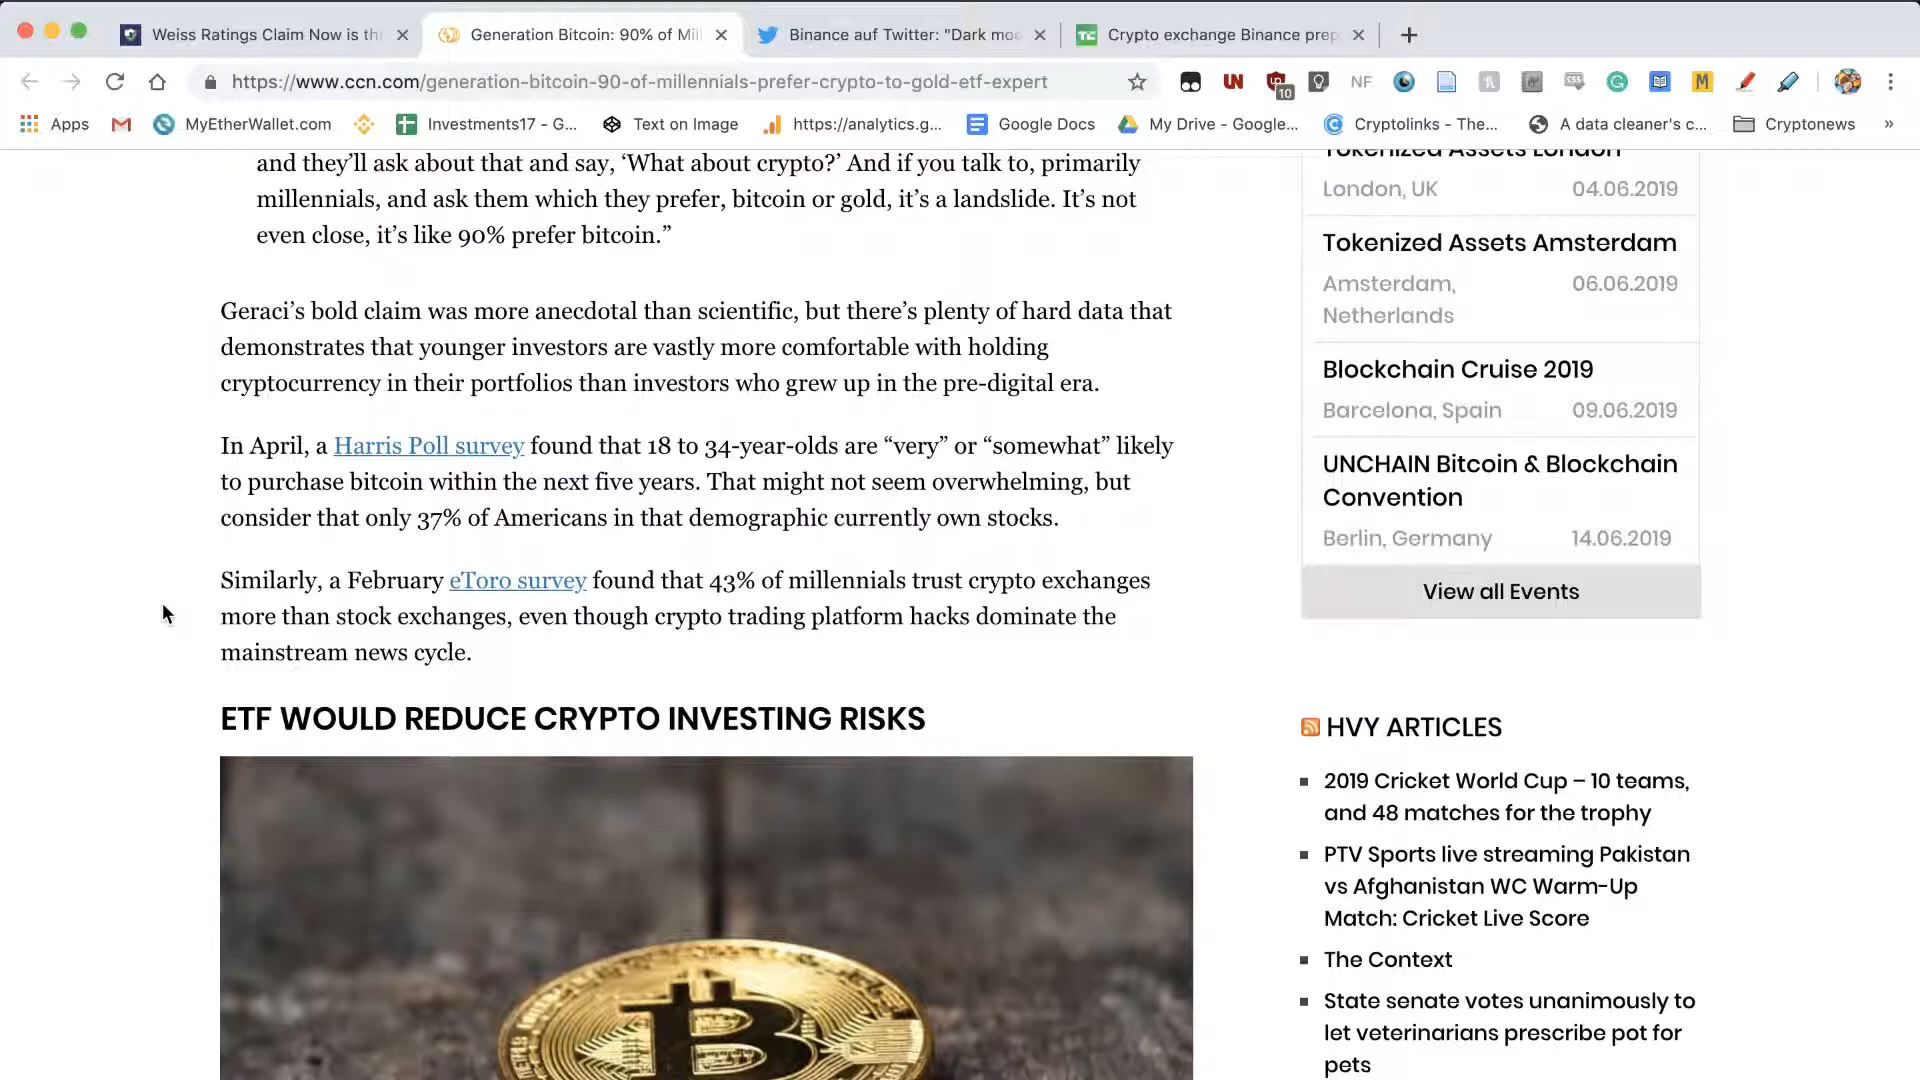 Weiss Ratings Claim Now is th
Generation Bitcoin: 90% of Mil
Binance auf Twitter: "Dark mo
TC
Crypto exchange Binance prep
https://www.ccn.com/generation-bitcoin-90-of-millennials-prefer-crypto-to-gold-etf-expert
UN
10
NF
CSS
M
Apps
MyEtherWallet.com
Investments17 - G...
Text on Image
https://analytics.g...
Google Docs
My Drive - Google...
Cryptolinks - The...
A data cleaner's c...
Cryptonews
»
and they’ll ask about that and say, ‘What about crypto?’ And if you talk to, primarily
millennials, and ask them which they prefer, bitcoin or gold, it’s a landslide. It’s not
even close, it’s like 90% prefer bitcoin.”
Geraci’s bold claim was more anecdotal than scientific, but there’s plenty of hard data that
demonstrates that younger investors are vastly more comfortable with holding
cryptocurrency in their portfolios than investors who grew up in the pre-digital era.
In April, a Harris Poll survey found that 18 to 34-year-olds are “very” or “somewhat” likely
to purchase bitcoin within the next five years. That might not seem overwhelming, but
consider that only 37% of Americans in that demographic currently own stocks.
Similarly, a February eToro survey found that 43% of millennials trust crypto exchanges
more than stock exchanges, even though crypto trading platform hacks dominate the
mainstream news cycle.
ETF WOULD REDUCE CRYPTO INVESTING RISKS
Tokenized Assets London
London, UK 04.06.2019
Tokenized Assets Amsterdam
Amsterdam, 06.06.2019
Netherlands
Blockchain Cruise 2019
Barcelona, Spain 09.06.2019
UNCHAIN Bitcoin & Blockchain
Convention
Berlin, Germany 14.06.2019
View all Events
HVY ARTICLES
2019 Cricket World Cup – 10 teams,
and 48 matches for the trophy
PTV Sports live streaming Pakistan
vs Afghanistan WC Warm-Up
Match: Cricket Live Score
The Context
State senate votes unanimously to
let veterinarians prescribe pot for
pets